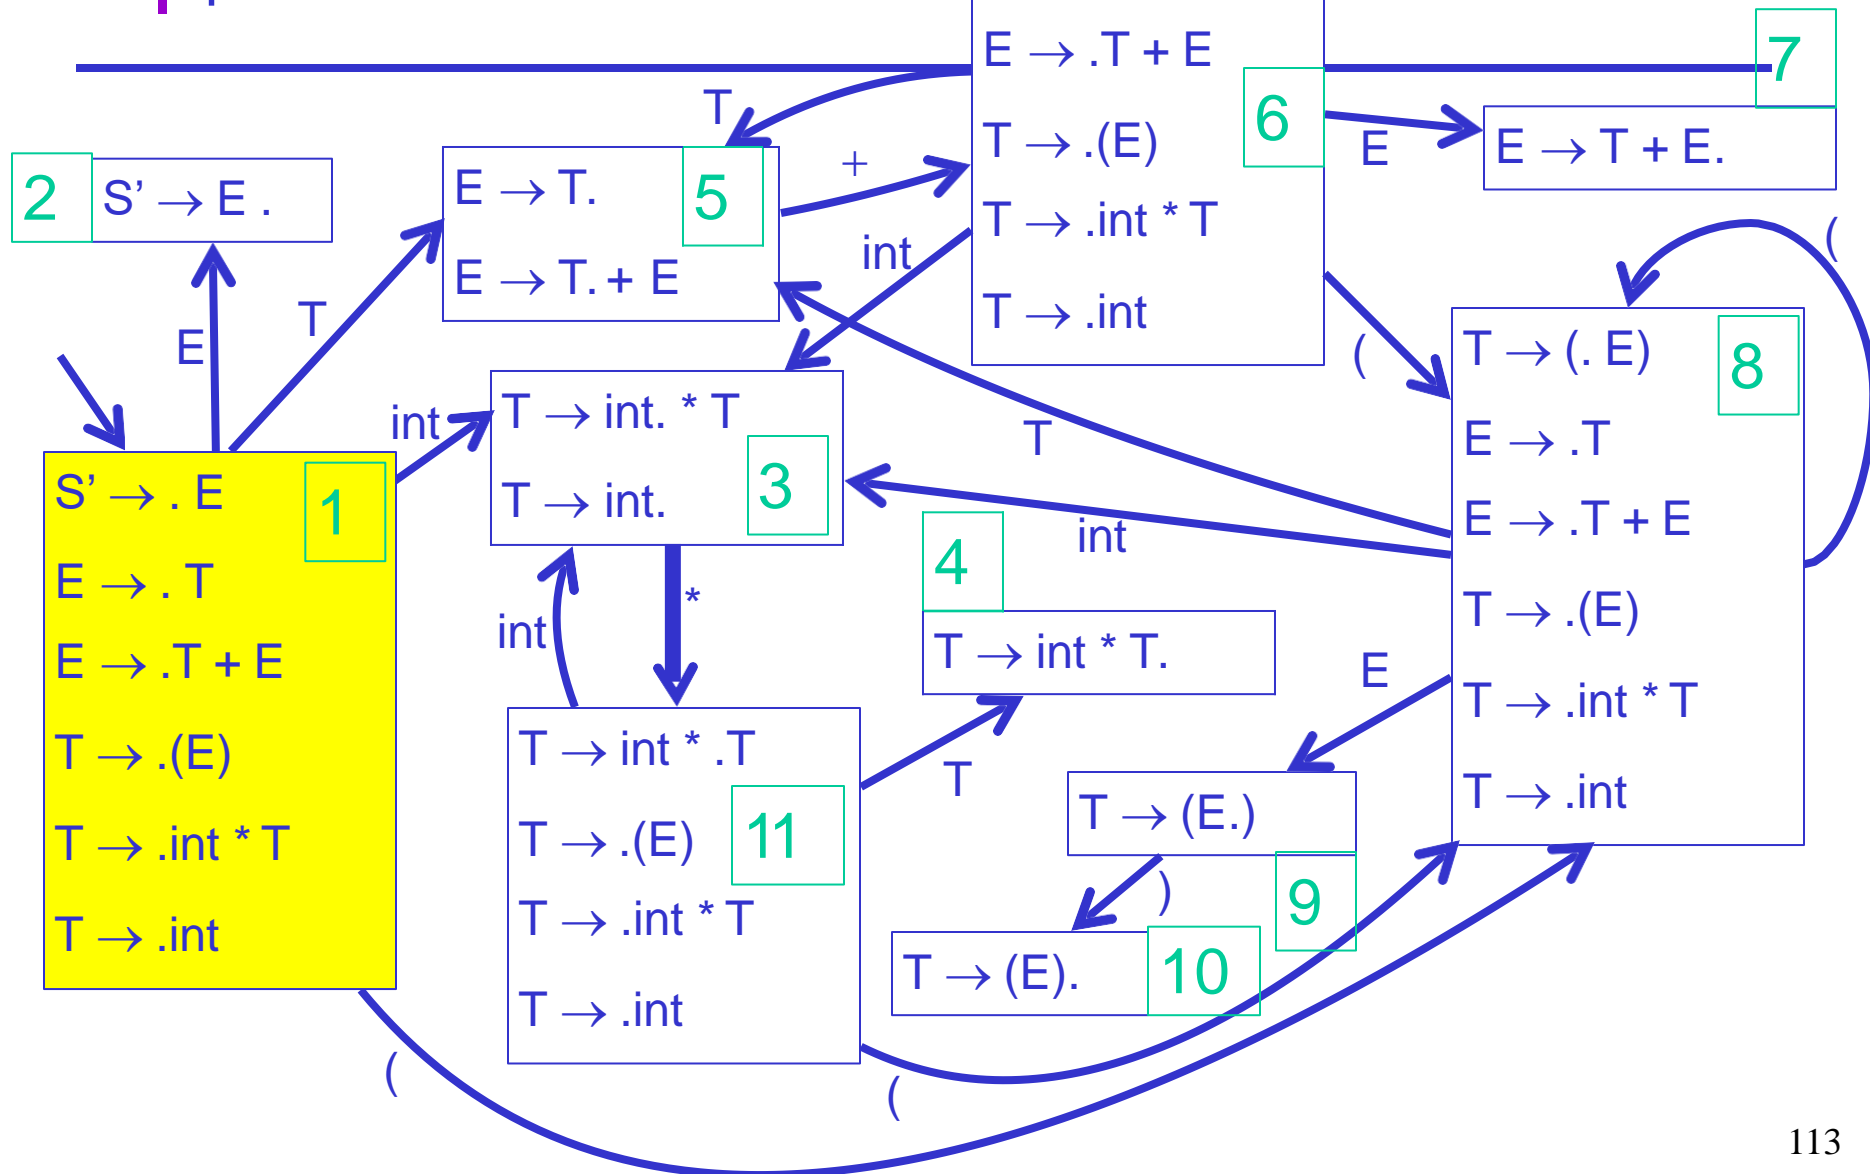 E → .T + E
T → .(E)
T → .int * T
T → .int
6
7
E → T + E.
E
T
+
int
(
2
S’ → E .
E → T.
E → T. + E
5
E
T
int
T → int. * T
T → int.
3
T
int
(
T → (. E)
E → .T
E → .T + E
T → .(E)
T → .int * T
T → .int
8
S’ → . E
E → . T
E → .T + E
T → .(E)
T → .int * T
T → .int
1
int
*
4
T → int * T.
T
E
T → int * .T
T → .(E)
T → .int * T
T → .int
11
T → (E.)
9
)
T → (E).
10
(
(
113